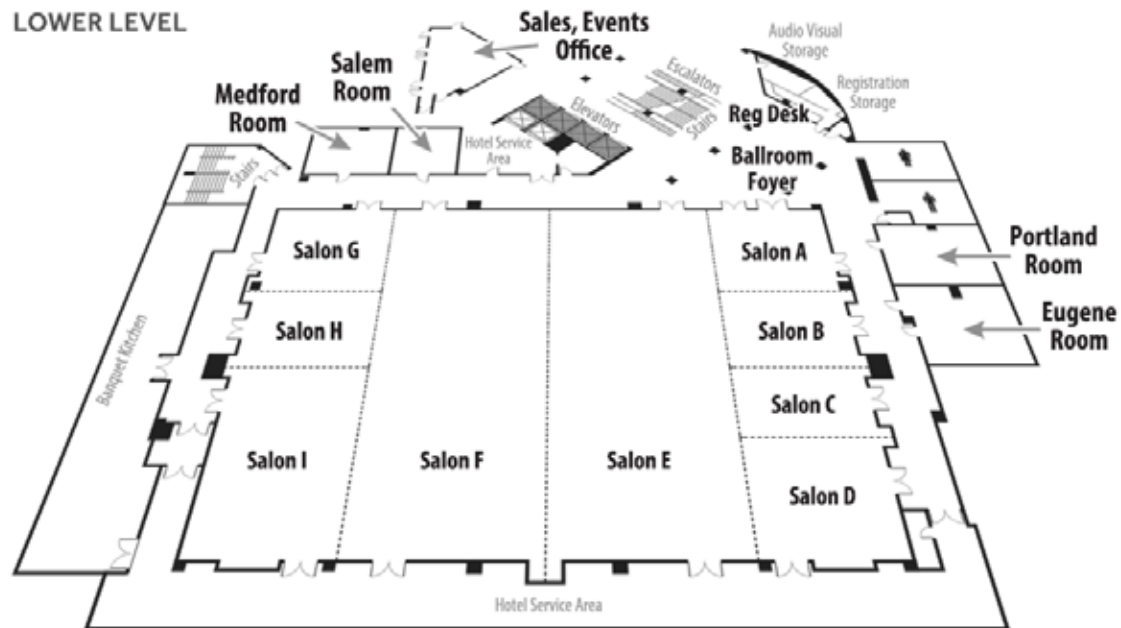 LOWER LEVEL
Sales, Events
Office
Audio Visual
Storage
Salem
Room
Escalators
Registration
Storage
Medford
Room
Elevators
Stairs
Reg Desk
Hotel Service
Area
Ballroom
Foyer
Stairs
Portland
Room
Salon G
Salon A
Eugene
Room
Salon H
Salon B
Banquet Kitchen
Salon C
Salon I
Salon F
Salon E
Salon D
Hotel Service Area